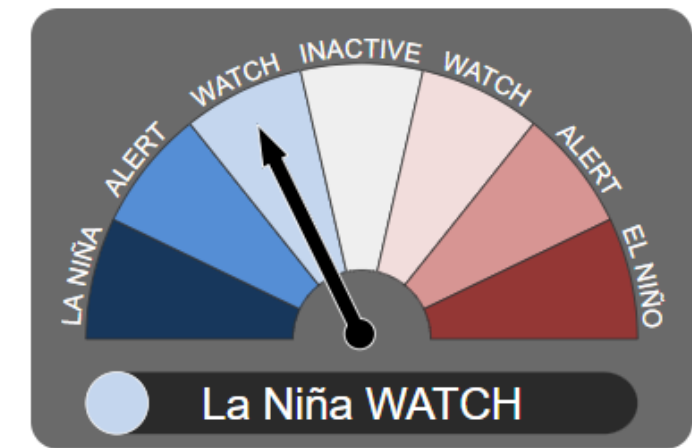 LA NIÑA
ALERT
WATCH
INACTIVE
WATCH
ALERT
EL NIÑO
La Niña WATCH